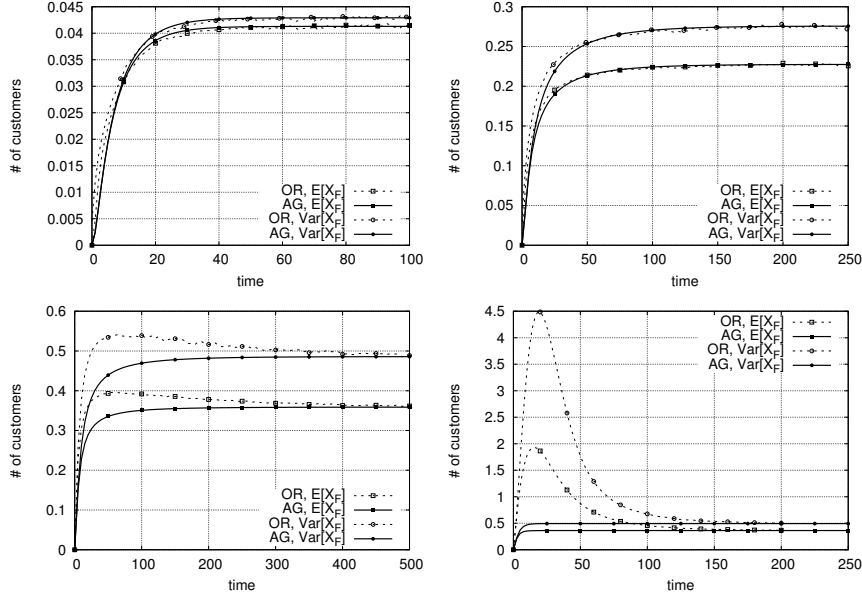 0.045
0.04
0.035
0.03
0.025
0.02
0.015
0.01
0.005
0
# of customers
OR, E[X_F]
AG, E[X_F]
OR, Var[X_F]
AG, Var[X_F]
0 20 40 60 80 100
time
0.3
0.25
0.2
0.15
0.1
0.05
0
# of customers
OR, E[X_F]
AG, E[X_F]
OR, Var[X_F]
AG, Var[X_F]
0 50 100 150 200 250
time
0.6
0.5
0.4
0.3
0.2
0.1
0
# of customers
OR, E[X_F]
AG, E[X_F]
OR, Var[X_F]
AG, Var[X_F]
0 100 200 300 400 500
time
4.5
4
3.5
3
2.5
2
1.5
1
0.5
0
# of customers
OR, E[X_F]
AG, E[X_F]
OR, Var[X_F]
AG, Var[X_F]
0 50 100 150 200 250
time